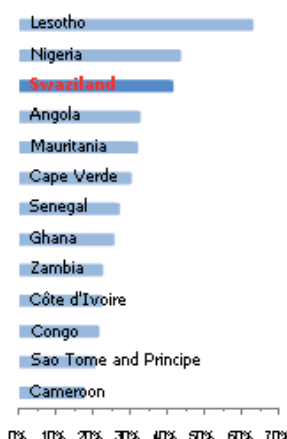 Lesotho
Nigeria
Swaziland
Angola
Mauritania
Cape Verde
Senegal
Ghana
Zambia
Côte d'Ivoire
Congo
Sao Tome and Principe
Cameroon
0% 10% 20% 30% 40% 50% 60% 70%